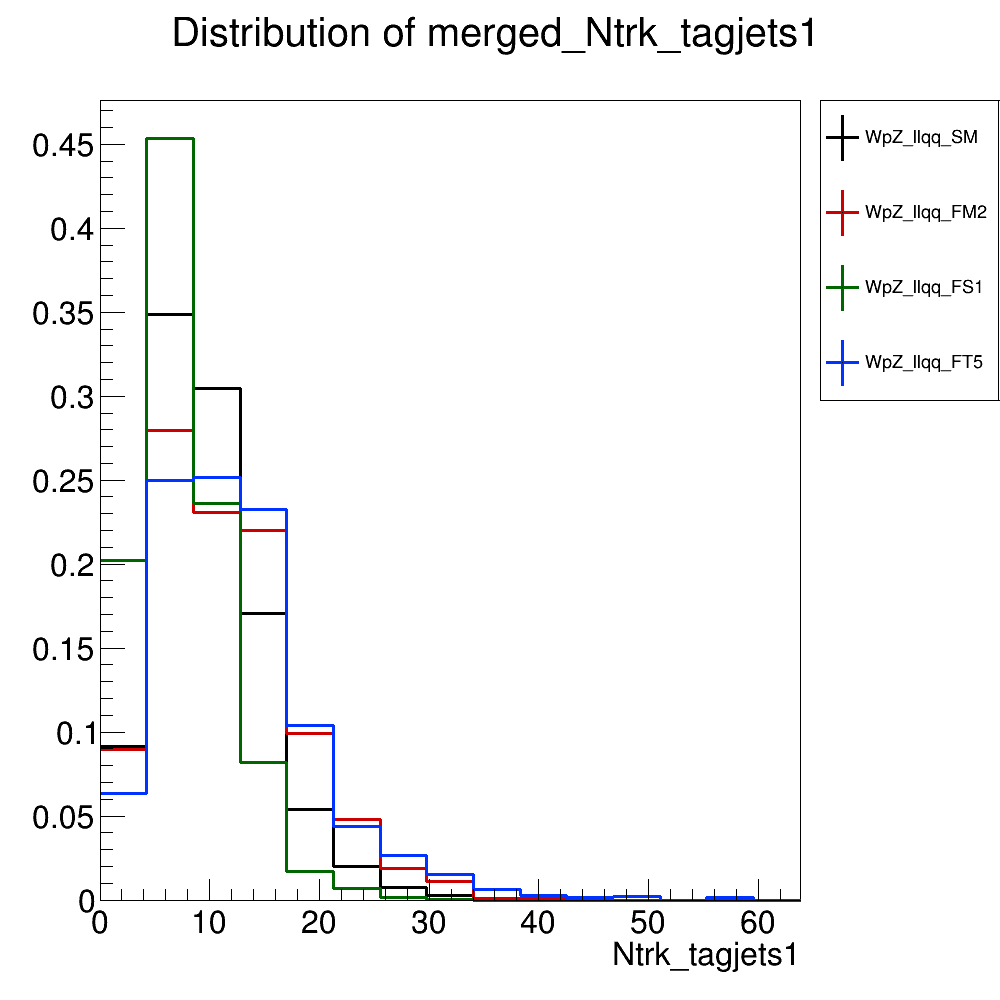 Distribution of merged_Ntrk_tagjets1
0.45
0.4
0.35
0.3
0.25
0.2
0.15
0.1
0.05
0
0 10 20 30 40 50 60
Ntrk_tagjets1
WpZ_llqq_SM
WpZ_llqq_FM2
WpZ_llqq_FS1
WpZ_llqq_FT5